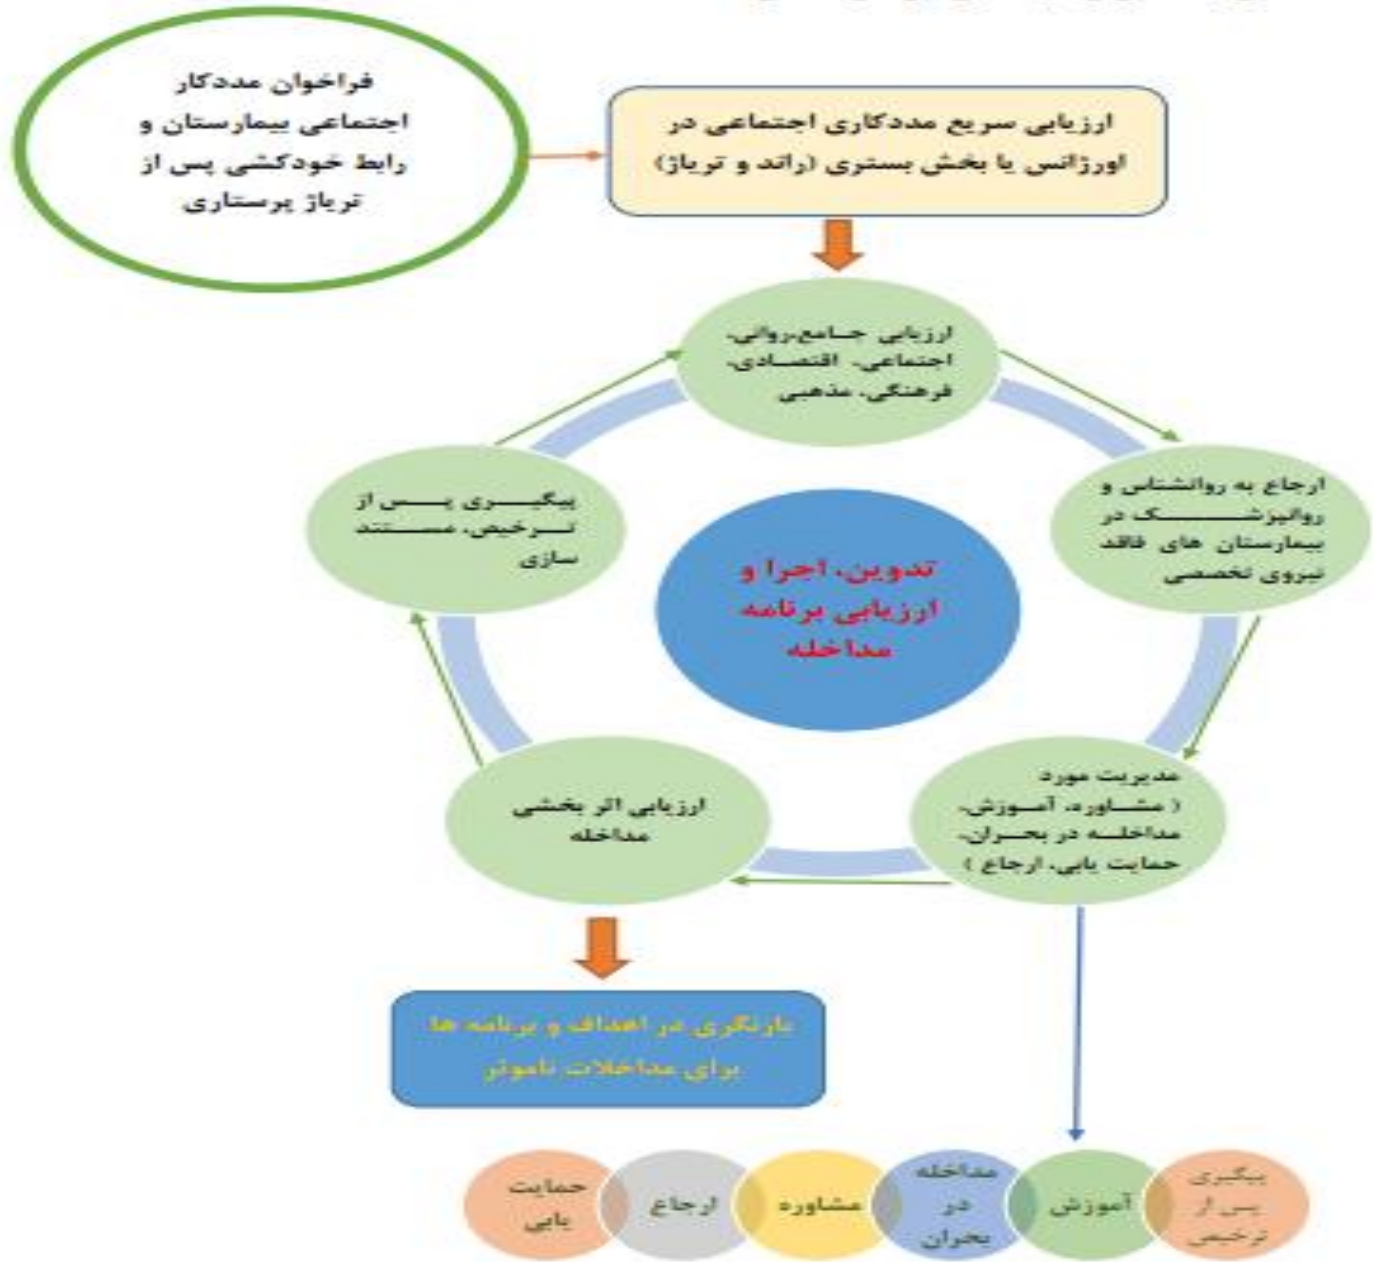 فراخوان مددکار
اجتماعی بیمارستان و
رابط خودکشی پس از
تریاژ پرستاری
ارزیابی سریع مددکاری اجتماعی در
اورژانس یا بخش بستری (راند و تریاژ)
ارزیابی جامع،روانی،
اجتماعی، اقتصادی،
فرهنگی، مذهبی
ارجاع به روانشناس و
روانپزشک در
بیمارستان های فاقد
نیروی تخصصی
پیگیری پس از
ترخیص، مستند
سازی
تدوین، اجرا و
ارزیابی برنامه
مداخله
مدیریت مورد
( مشاوره، آموزش،
مداخله در بحران،
حمایت یابی، ارجاع )
ارزیابی اثر بخشی
مداخله
بازنگری در اهداف و برنامه ها
برای مداخلات ناموثر
پیگیری
پس از
ترخیص
آموزش
مداخله
در
بحران
مشاوره
ارجاع
حمایت
یابی